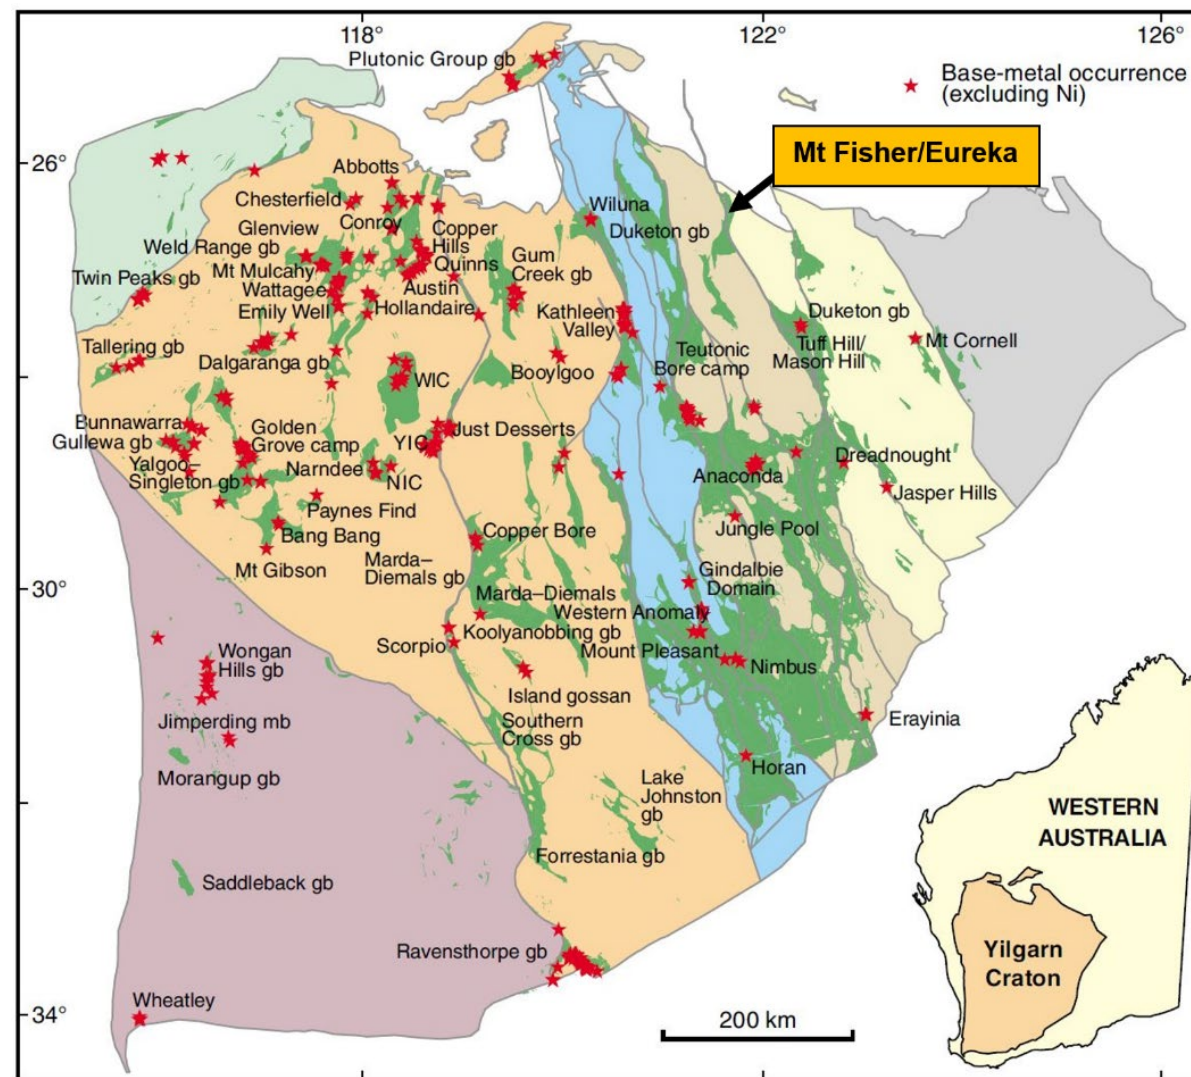 118°
122°
126°
Plutonic Group gb
Base-metal occurrence
(excluding Ni)
Mt Fisher/Eureka
26°
Abbotts
Chesterfield
Conroy
Glenview
Copper
Hills
Weld Range gb
Quinns
Mt Mulcahy
Twin Peaks gb
Wattagee
Austin
Emily Well
Hollandaire
Gum
Creek gb
Wiluna
Duketon gb
Kathleen
Valley
Duketon gb
Tuff Hill/
Mason Hill
Mt Cornell
Tallering gb
Dalgaranga gb
WIC
Booylgoo
Teutonic
Bore camp
Bunnawarra
Gullewa gb
Golden
Grove camp
YIC
Just Desserts
Yalgoo–
Singleton gb
Narndee
NIC
Anaconda
Dreadnought
Jasper Hills
Paynes Find
Bang Bang
Jungle Pool
Mt Gibson
Copper Bore
Marda–
Diemals gb
Gindalbie
Domain
30°
Marda–Diemals
Western Anomaly
Scorpio
Koolyanobbing gb
Mount Pleasant
Nimbus
Wongan
Hills gb
Island gossan
Jimperding mb
Southern
Cross gb
Erayinia
Morangup gb
Horan
Lake
Johnston
gb
WESTERN
AUSTRALIA
Forrestania gb
Saddleback gb
Ravensthorpe gb
Yilgarn
Craton
Wheatley
34°
200 km